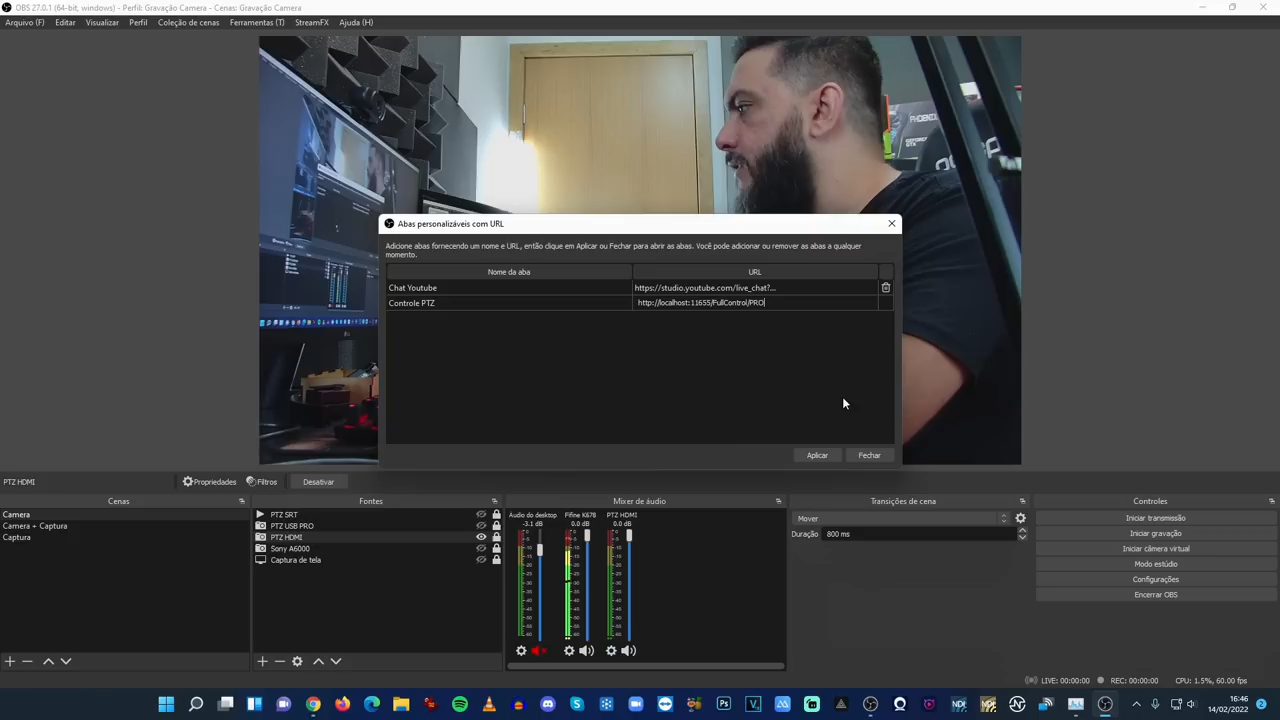 OBS 27.0.1 (64-bit, windows) - Perfil: Gravação Camera - Cenas: Gravação Camera
Arquivo (F) Editar Visualizar Perfil Coleção de cenas Ferramentas (T) StreamFX Ajuda (H)
Abas personalizáveis com URL
Adicione abas fornecendo um nome e URL, então clique em Aplicar ou Fechar para abrir as abas. Você pode adicionar ou remover as abas a qualquer
momento.
Nome da aba URL
Chat Youtube https://studio.youtube.com/live_chat?...
Controle PTZ http://localhost:11655/FullControl/PRO
Aplicar Fechar
PTZ HDMI Propriedades Filtros Desativar
Cenas Fontes Mixer de áudio Transições de cena Controles
Camera
Camera + Captura
Captura
PTZ SRT
PTZ USB PRO
PTZ HDMI
Sony A6000
Captura de tela
Audio do desktop Fifine K678 PTZ HDMI
-3.1 dB 0.0 dB 0.0 dB
Mover
Duração 800 ms
Iniciar transmissão
Iniciar gravação
Iniciar câmera virtual
Modo estúdio
Configurações
Encerrar OBS
LIVE: 00:00:00 REC: 00:00:00 CPU: 1.5%, 60.00 fps
16:46
14/02/2022